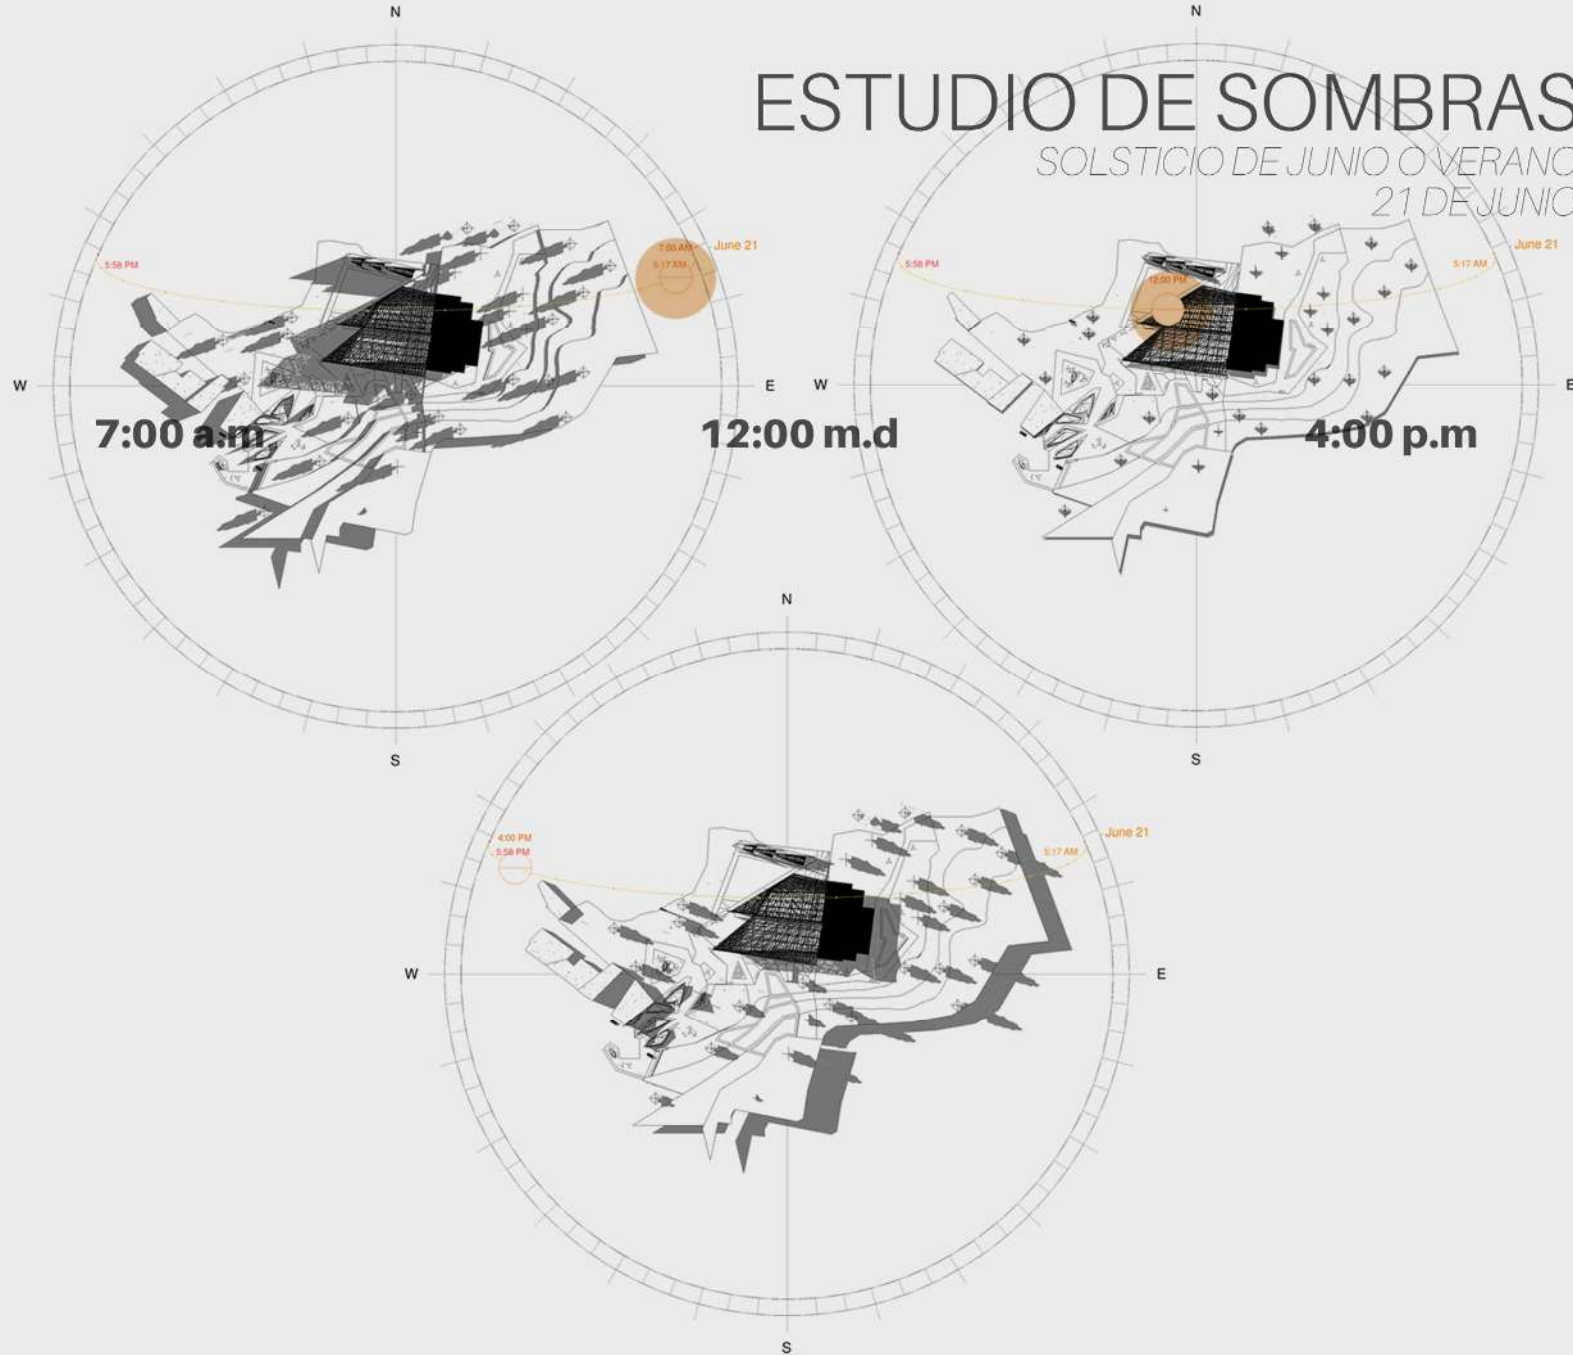 N
N
ESTUDIO DE SOMBRAS
SOLSTICIO DE JUNIO O VERANO
21 DE JUNIO
7:00 AM
June 21
5:58 PM
5:17 AM
5:58 PM
12:00 PM
5:17 AM
June 21
W
E
W
E
7:00 a.m
12:00 m.d
4:00 p.m
S
S
N
4:00 PM
5:58 PM
5:17 AM
June 21
W
E
S